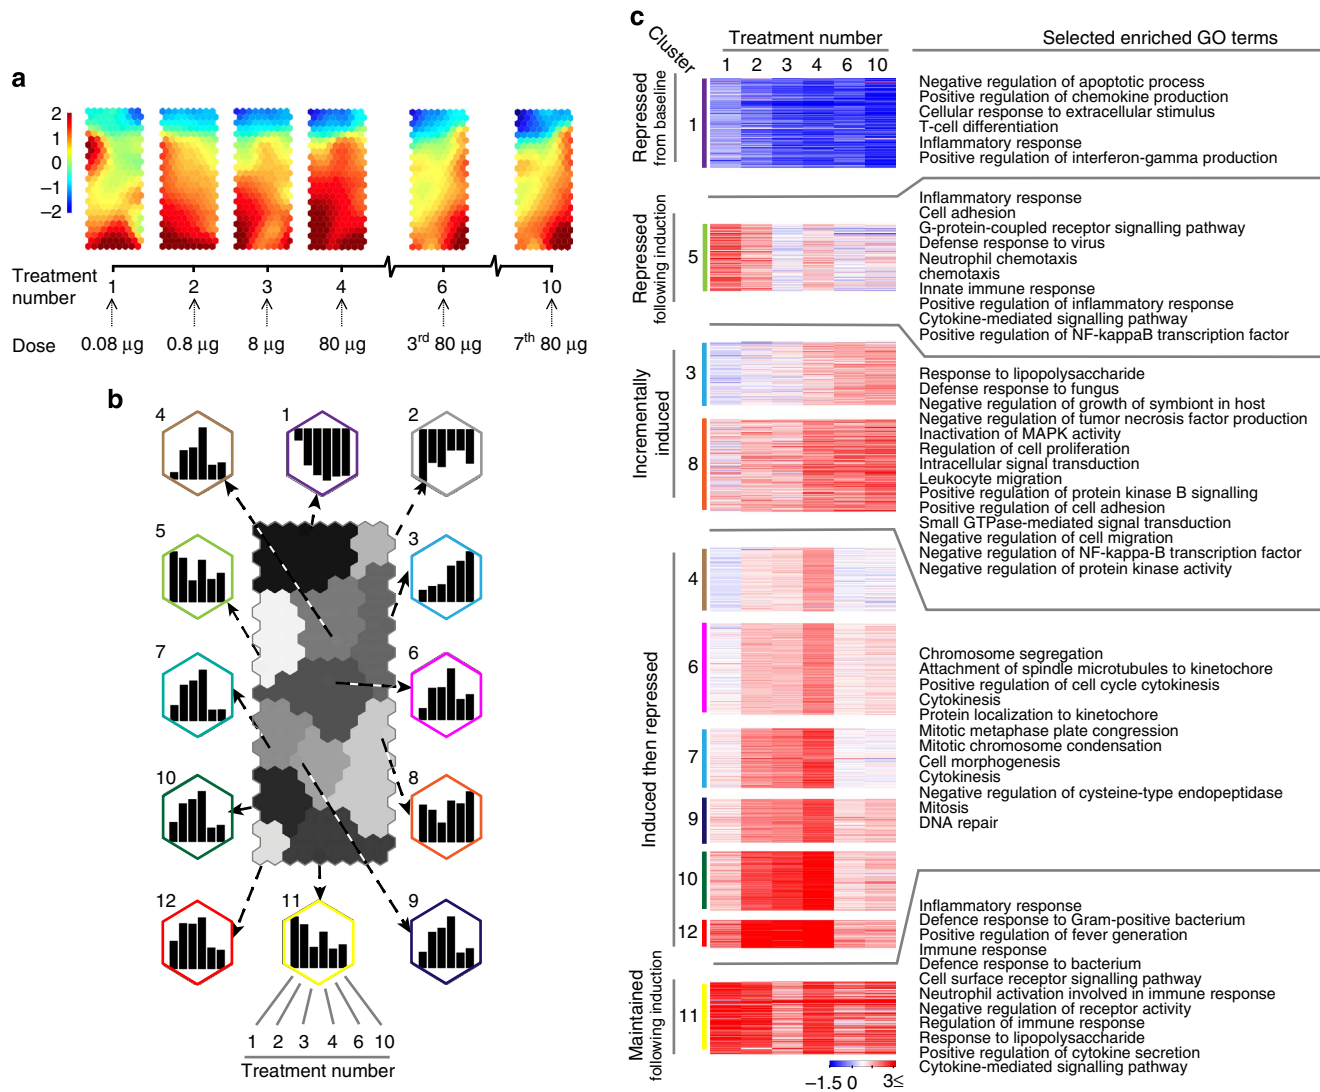 a
2
1
0
−1
−2
Treatment number
1 2 3 4 6 10
Dose 0.08 µg 0.8 µg 8 µg 80 µg 3rd 80 µg 7th 80 µg
b
4 1 2
5 3
7 6
10 8
12 11 9
1 2 3 4 6 10
Treatment number
c
Cluster
Treatment number
1 2 3 4 6 10
Selected enriched GO terms
Repressed from baseline
1
Negative regulation of apoptotic process
Positive regulation of chemokine production
Cellular response to extracellular stimulus
T-cell differentiation
Inflammatory response
Positive regulation of interferon-gamma production
Repressed following induction
5
Inflammatory response
Cell adhesion
G-protein-coupled receptor signalling pathway
Defense response to virus
Neutrophil chemotaxis
chemotaxis
Innate immune response
Positive regulation of inflammatory response
Cytokine-mediated signalling pathway
Positive regulation of NF-kappaB transcription factor
Incrementally induced
3
8
Response to lipopolysaccharide
Defense response to fungus
Negative regulation of growth of symbiont in host
Negative regulation of tumor necrosis factor production
Inactivation of MAPK activity
Regulation of cell proliferation
Intracellular signal transduction
Leukocyte migration
Positive regulation of protein kinase B signalling
Positive regulation of cell adhesion
Small GTPase-mediated signal transduction
Negative regulation of cell migration
Negative regulation of NF-kappa-B transcription factor
Negative regulation of protein kinase activity
Induced then repressed
4
6
7
9
10
12
Chromosome segregation
Attachment of spindle microtubules to kinetochore
Positive regulation of cell cycle cytokinesis
Cytokinesis
Protein localization to kinetochore
Mitotic metaphase plate congression
Mitotic chromosome condensation
Cell morphogenesis
Cytokinesis
Negative regulation of cysteine-type endopeptidase
Mitosis
DNA repair
Maintained following induction
11
Inflammatory response
Defence response to Gram-positive bacterium
Positive regulation of fever generation
Immune response
Defence response to bacterium
Cell surface receptor signalling pathway
Neutrophil activation involved in immune response
Negative regulation of receptor activity
Regulation of immune response
Response to lipopolysaccharide
Positive regulation of cytokine secretion
Cytokine-mediated signalling pathway
−1.5 0 3≤